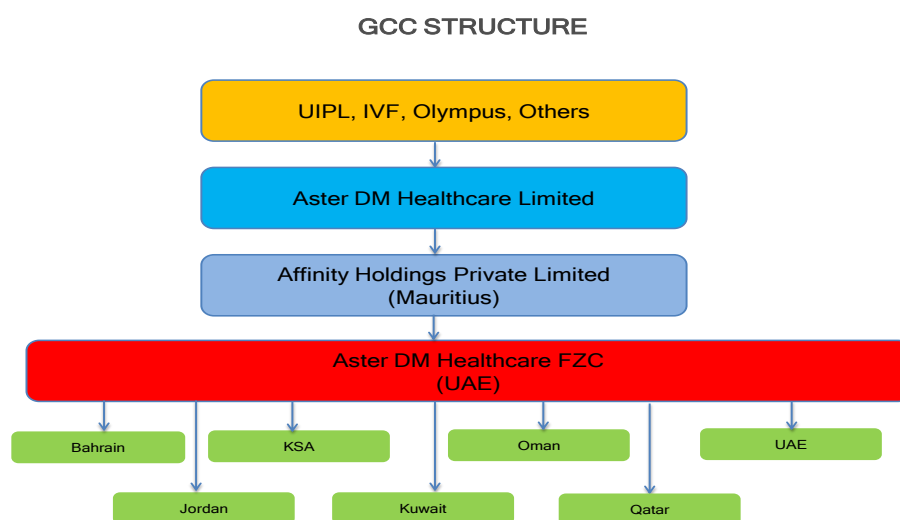 GCC STRUCTURE
UIPL, IVF, Olympus, Others
Aster DM Healthcare Limited
Affinity Holdings Private Limited
(Mauritius)
Aster DM Healthcare FZC
(UAE)
Bahrain
KSA
Oman
UAE
Jordan
Kuwait
Qatar